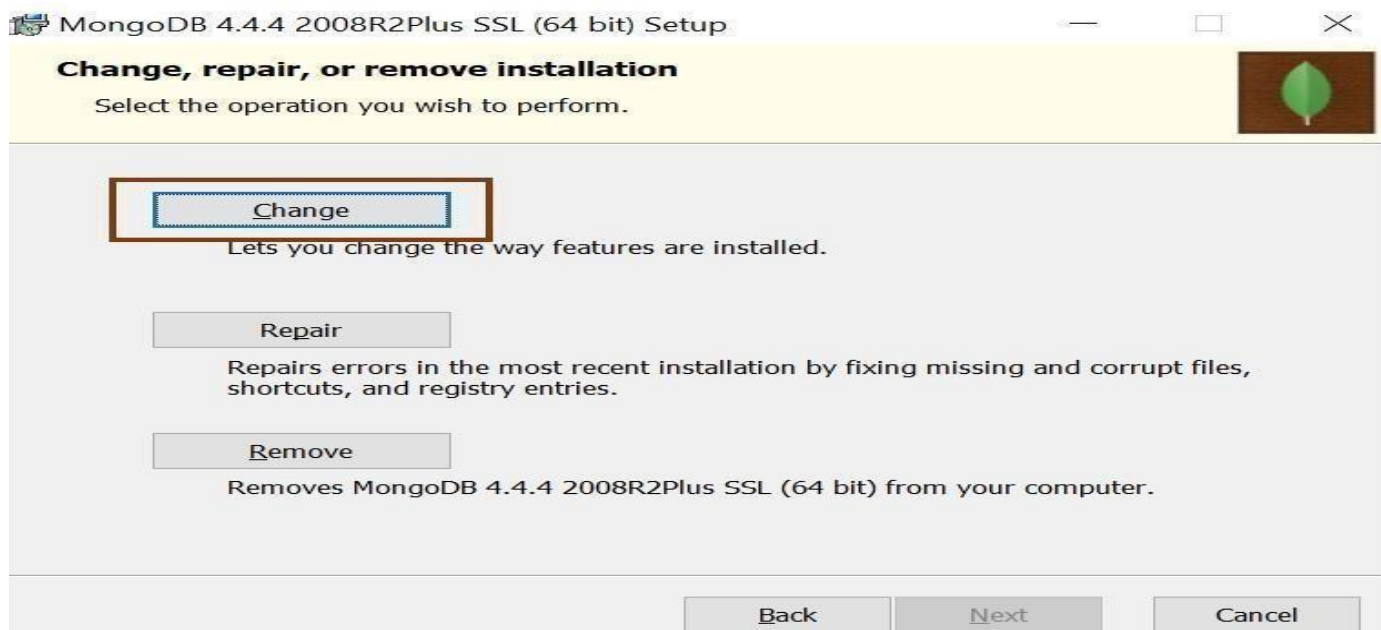 MongoDB 4.4.4 2008R2Plus SSL (64 bit) Setup
Change, repair, or remove installation
Select the operation you wish to perform.
Change
Lets you change the way features are installed.
Repair
Repairs errors in the most recent installation by fixing missing and corrupt files,
shortcuts, and registry entries.
Remove
Removes MongoDB 4.4.4 2008R2Plus SSL (64 bit) from your computer.
Back Next Cancel